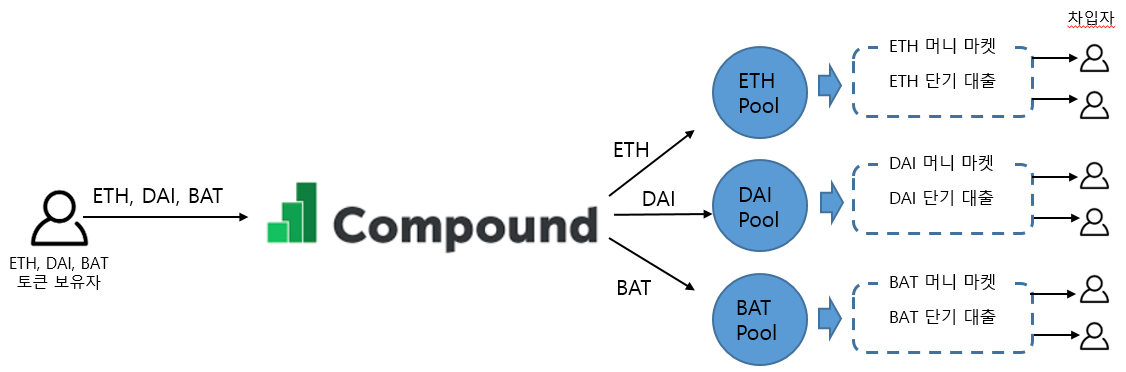 차입자
ETH, DAI, BAT
ETH, DAI, BAT
토큰 보유자
Compound
ETH
DAI
BAT
ETH
Pool
ETH 머니 마켓
ETH 단기 대출
DAI
Pool
DAI 머니 마켓
DAI 단기 대출
BAT
Pool
BAT 머니 마켓
BAT 단기 대출